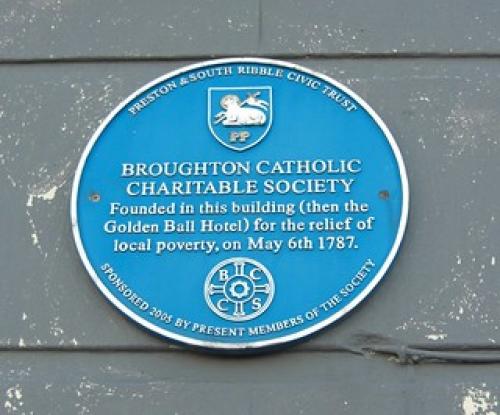 PRESTON & SOUTH RIBBLE CIVIC TRUST
PP
BROUGHTON CATHOLIC
CHARITABLE SOCIETY
Founded in this building (then the
Golden Ball Hotel) for the relief of
local poverty, on May 6th 1787.
B C
C S
SPONSORED 2005 BY PRESENT MEMBERS OF THE SOCIETY